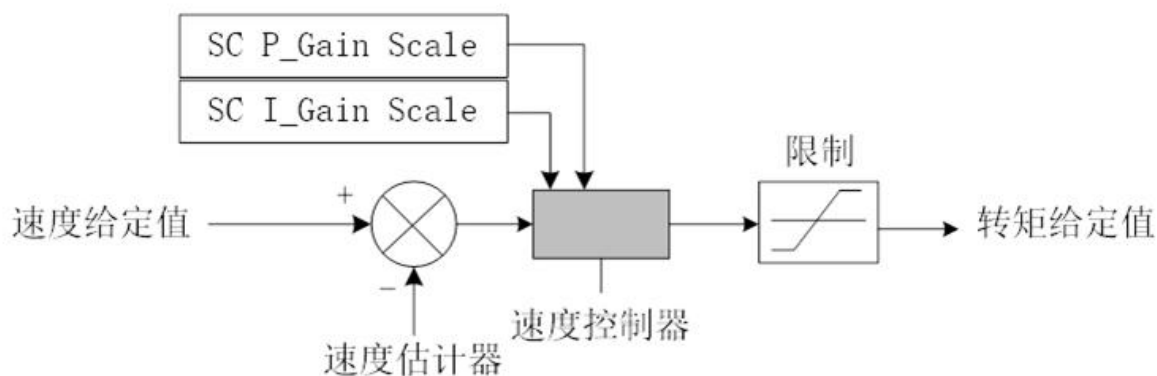 SC P_Gain Scale
SC I_Gain Scale
限制
+
速度给定值
转矩给定值
−
速度控制器
速度估计器